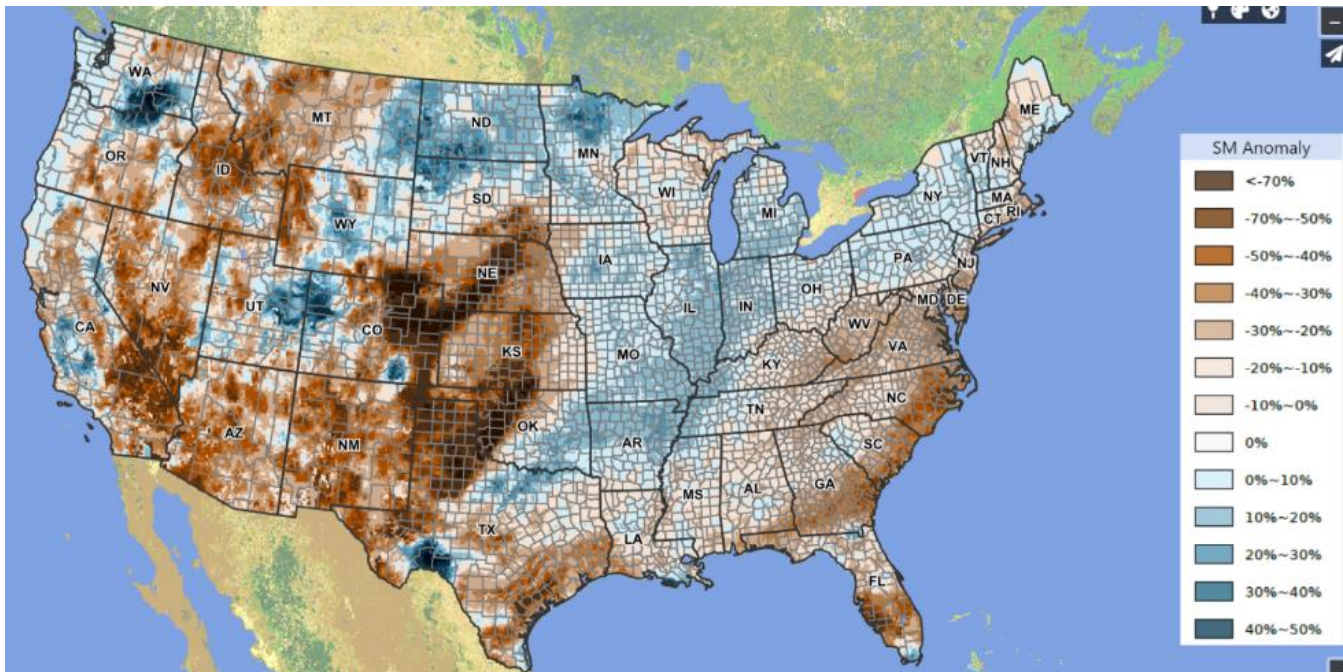 WA
MT
ND
MN
ME
OR
ID
SD
WI
VT
NH
NY
MA
CT
RI
WY
MI
IA
NE
PA
NJ
NV
UT
CO
IL
IN
OH
MD
DE
CA
KS
MO
WV
VA
KY
AZ
NM
OK
AR
TN
NC
SC
MS
AL
GA
TX
LA
FL
SM Anomaly
<-70%
-70%~-50%
-50%~-40%
-40%~-30%
-30%~-20%
-20%~-10%
-10%~0%
0%
0%~10%
10%~20%
20%~30%
30%~40%
40%~50%